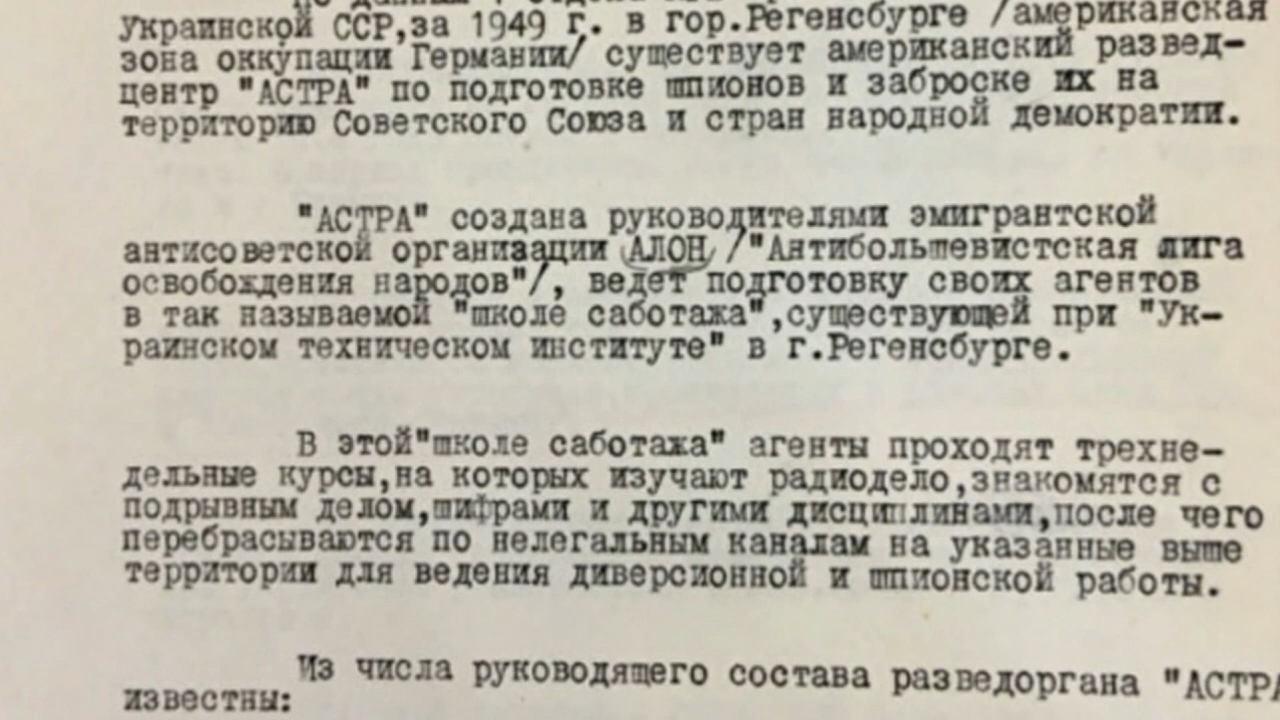 Украинской ССР,за 1949 г. в гор.Регенсбурге /американская
зона оккупации Германии/ существует американский развед-
центр "АСТРА" по подготовке шпионов и заброске их на
территорию Советского Союза и стран народной демократии.
"АСТРА" создана руководителями эмигрантской
антисоветской организации АЛОН /"Антибольшевистская лига
освобождения народов"/, ведет подготовку своих агентов
в так называемой "школе саботажа",существующей при "Ук-
раинском техническом институте" в г.Регенсбурге.
В этой"школе саботажа" агенты проходят трехне-
дельные курсы,на которых изучают радиодело,знакомятся с
подрывным делом,шифрами и другими дисциплинами,после чего
перебрасываются по нелегальным каналам на указанные выше
территории для ведения диверсионной и шпионской работы.
Из числа руководящего состава разведоргана "АСТРА
известны: